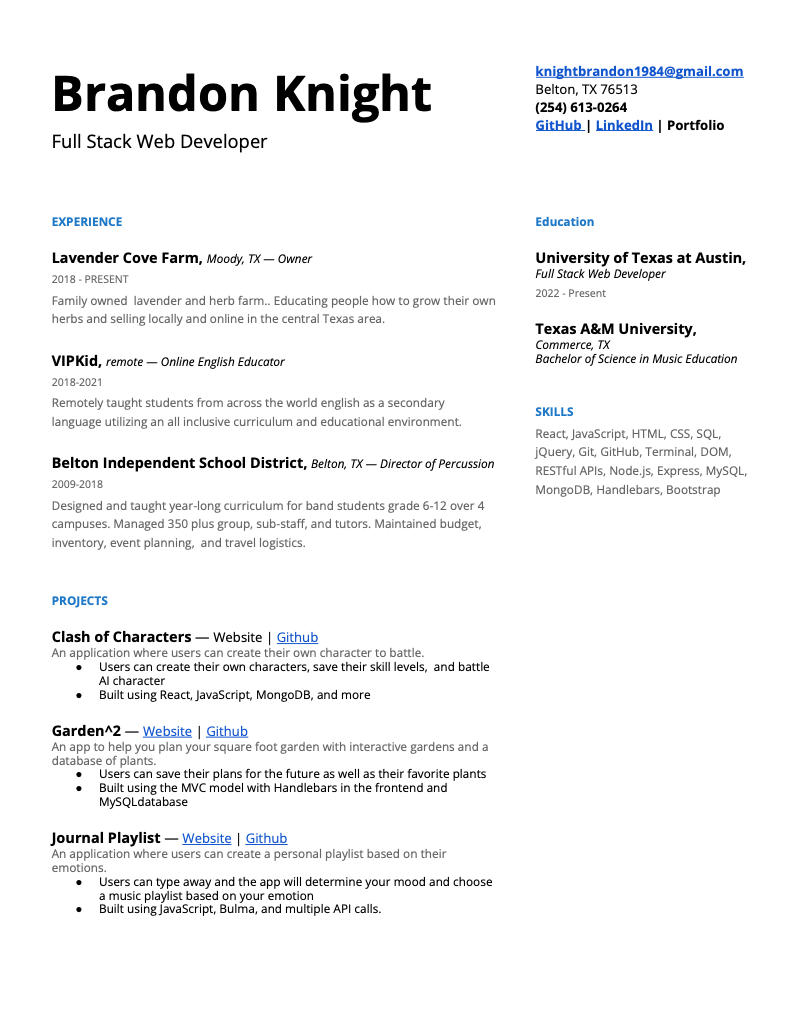 Brandon Knight
Full Stack Web Developer
knightbrandon1984@gmail.com
Belton, TX 76513
(254) 613-0264
GitHub | LinkedIn | Portfolio
EXPERIENCE
Lavender Cove Farm, Moody, TX — Owner
2018 - PRESENT
Family owned  lavender and herb farm.. Educating people how to grow their own
herbs and selling locally and online in the central Texas area.
VIPKid, remote — Online English Educator
2018-2021
Remotely taught students from across the world english as a secondary
language utilizing an all inclusive curriculum and educational environment.
Belton Independent School District, Belton, TX — Director of Percussion
2009-2018
Designed and taught year-long curriculum for band students grade 6-12 over 4
campuses. Managed 350 plus group, sub-staff, and tutors. Maintained budget,
inventory, event planning,  and travel logistics.
PROJECTS
Clash of Characters — Website | Github
An application where users can create their own character to battle.
● Users can create their own characters, save their skill levels,  and battle
AI character
● Built using React, JavaScript, MongoDB, and more
Garden^2 — Website | Github
An app to help you plan your square foot garden with interactive gardens and a
database of plants.
● Users can save their plans for the future as well as their favorite plants
● Built using the MVC model with Handlebars in the frontend and
MySQLdatabase
Journal Playlist — Website | Github
An application where users can create a personal playlist based on their
emotions.
● Users can type away and the app will determine your mood and choose
a music playlist based on your emotion
● Built using JavaScript, Bulma, and multiple API calls.
Education
University of Texas at Austin,
Full Stack Web Developer
2022 - Present
Texas A&M University,
Commerce, TX
Bachelor of Science in Music Education
SKILLS
React, JavaScript, HTML, CSS, SQL,
jQuery, Git, GitHub, Terminal, DOM,
RESTful APIs, Node.js, Express, MySQL,
MongoDB, Handlebars, Bootstrap